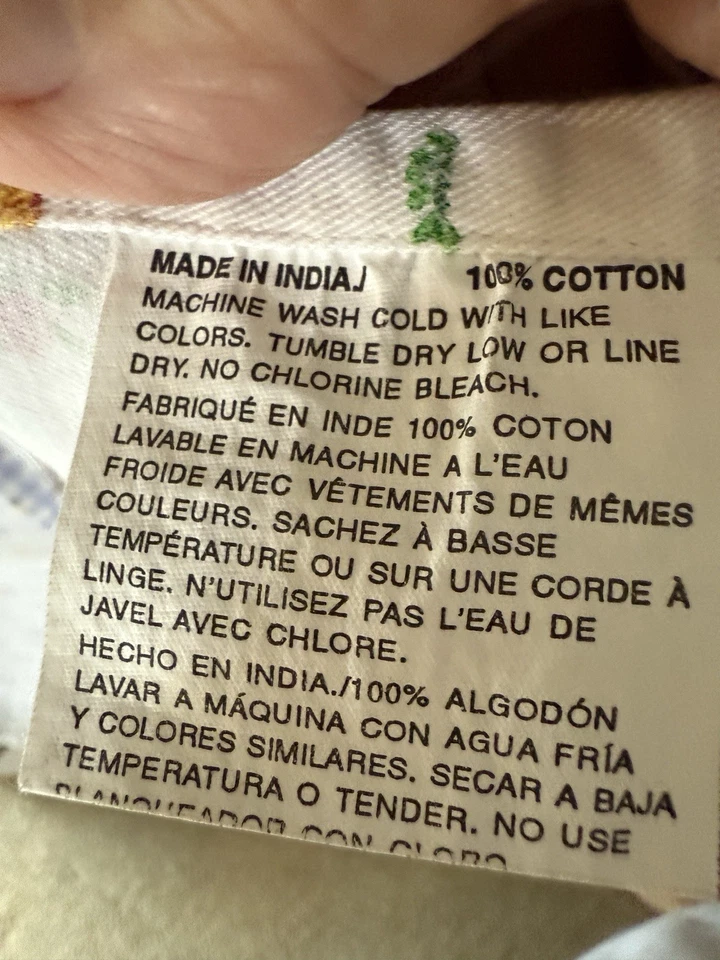 MADE IN INDIA./ 100% COTTON
MACHINE WASH COLD WITH LIKE
COLORS. TUMBLE DRY LOW OR LINE
DRY. NO CHLORINE BLEACH.
FABRIQUÉ EN INDE 100% COTON
LAVABLE EN MACHINE A L'EAU
FROIDE AVEC VÊTEMENTS DE MÊMES
COULEURS. SACHEZ À BASSE
TEMPÉRATURE OU SUR UNE CORDE À
LINGE. N'UTILISEZ PAS L'EAU DE
JAVEL AVEC CHLORE.
HECHO EN INDIA./100% ALGODÓN
LAVAR A MÁQUINA CON AGUA FRÍA
Y COLORES SIMILARES. SECAR A BAJA
TEMPERATURA O TENDER. NO USE
BLANQUEADOR CON CLORO